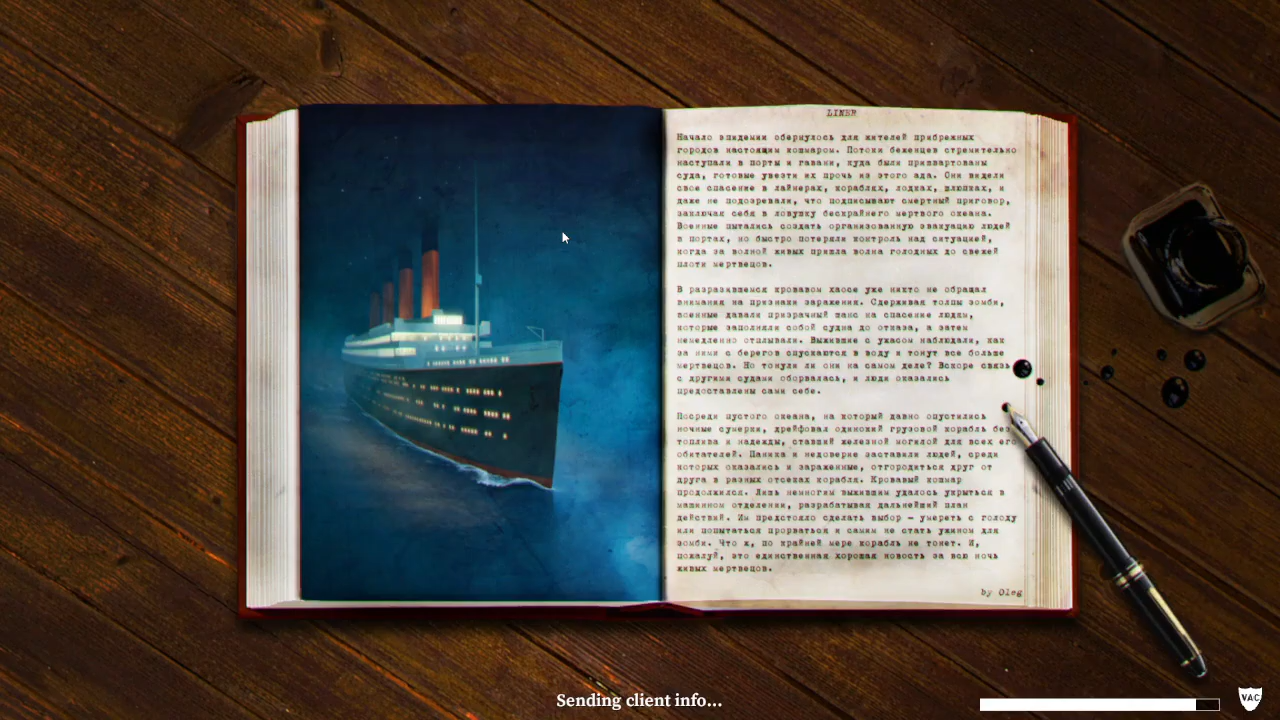 LINER
Начало эпидемии обернулось для жителей прибрежных
городов настоящим кошмаром. Потоки беженцев стремительно
наступали в порты и гавани, куда были пришвартованы
суда, готовые увезти их прочь из этого ада. Они видели
свое спасение в лайнерах, кораблях, лодках, шлюпках, и
даже не подозревали, что подписывают смертный приговор,
заключая себя в ловушку бескрайнего мертвого океана.
Военные пытались создать организованную эвакуацию людей
в портах, но быстро потеряли контроль над ситуацией,
когда за волной живых пришла волна голодных до свежей
плоти мертвецов.
В разразившемся кровавом хаосе уже никто не обращал
внимания на признаки заражения. Сдерживая толпы зомби,
военные давали призрачный шанс на спасение людям,
которые заполняли собой судна до отказа, а затем
немедленно отплывали. Выжившие с ужасом наблюдали, как
за ними с берегов опускаются в воду и тонут все больше
мертвецов. Но тонули ли они на самом деле? Вскоре связь
с другими судами оборвалась, и люди оказались
предоставлены сами себе.
Посреди пустого океана, на который давно опустились
ночные сумерки, дрейфовал одинокий грузовой корабль без
топлива и надежды, ставший железной могилой для всех его
обитателей. Паника и недоверие заставили людей, среди
которых оказались и зараженные, отгородиться друг от
друга в разных отсеках корабля. Кровавый кошмар
продолжился. Лишь немногим выжившим удалось укрыться в
машинном отделении, разрабатывая дальнейший план
действий. Им предстояло сделать выбор – умереть с голоду
или попытаться прорваться и самим не стать ужином для
зомби. Что ж, по крайней мере корабль не тонет. И,
пожалуй, это единственная хорошая новость за всю ночь
живых мертвецов.
by Oleg
Sending client info...
VAC